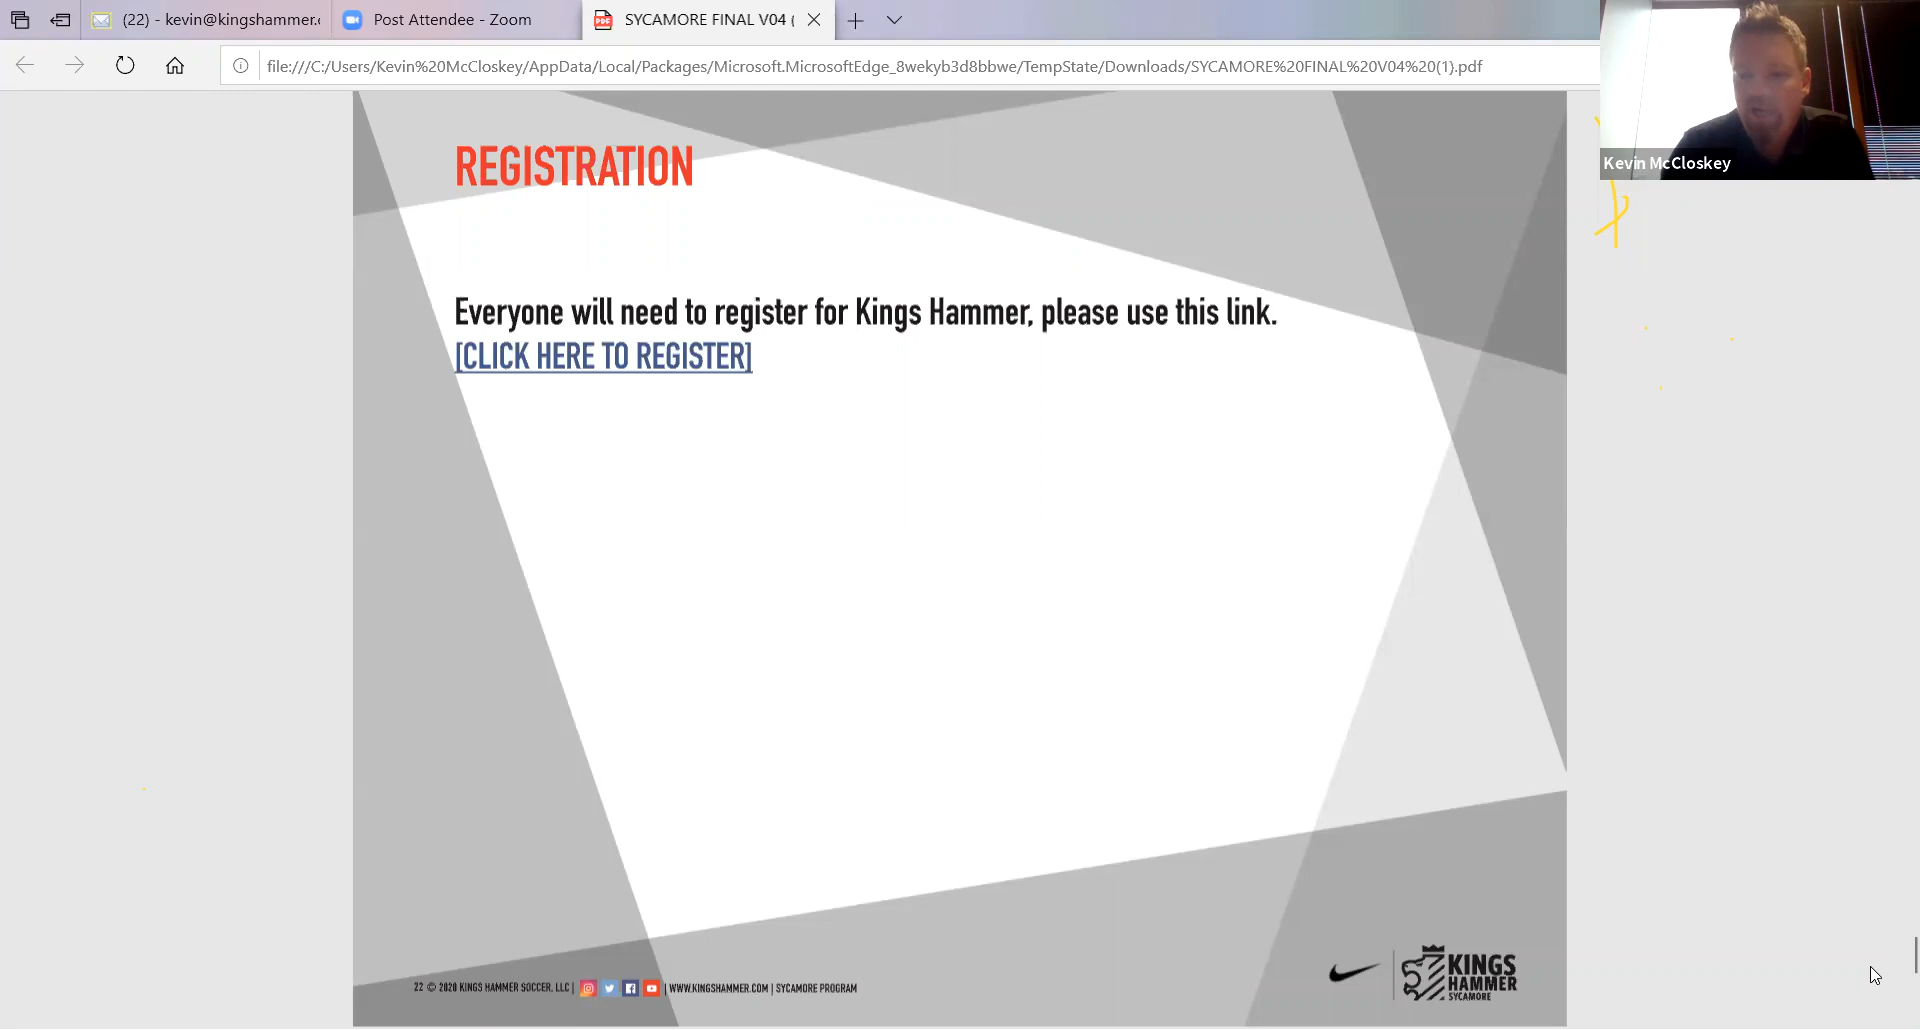 (22) - kevin@kingshammer.c
Post Attendee - Zoom
SYCAMORE FINAL V04 (
file:///C:/Users/Kevin%20McCloskey/AppData/Local/Packages/Microsoft.MicrosoftEdge_8wekyb3d8bbwe/TempState/Downloads/SYCAMORE%20FINAL%20V04%20(1).pdf
Kevin McCloskey
REGISTRATION
Everyone will need to register for Kings Hammer, please use this link.
[CLICK HERE TO REGISTER]
22 © 2020 KINGS HAMMER SOCCER, LLC | | WWW.KINGSHAMMER.COM | SYCAMORE PROGRAM
KINGS
HAMMER
SYCAMORE